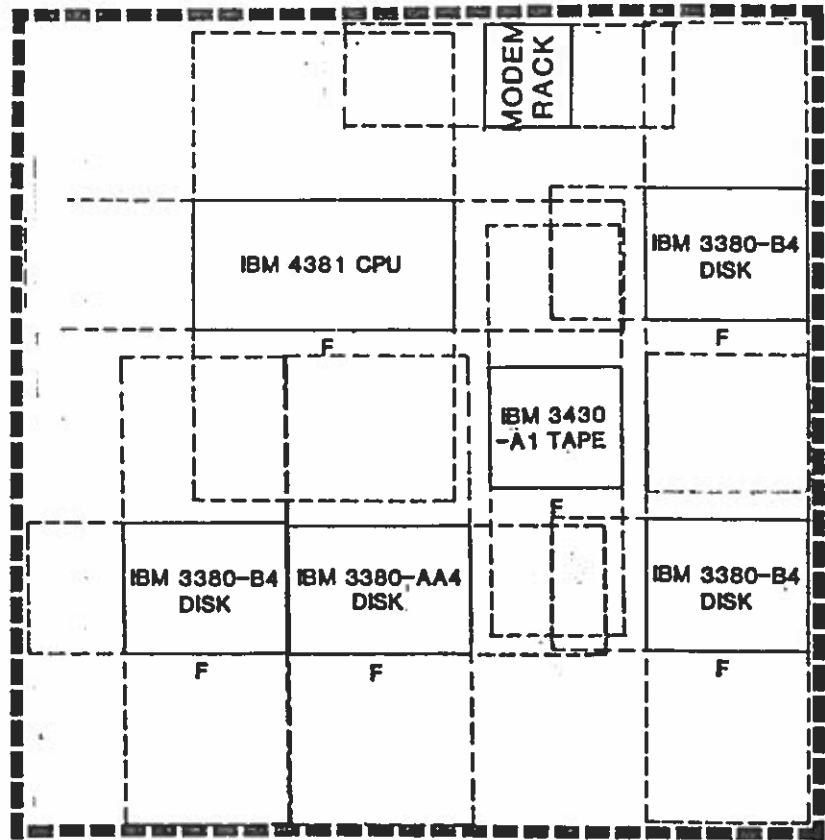 MODEM
RACK
IBM 4381 CPU
IBM 3380-B4
DISK
F
F
IBM 3430
-A1 TAPE
F
IBM 3380-B4
DISK
IBM 3380-AA4
DISK
IBM 3380-B4
DISK
F
F
F